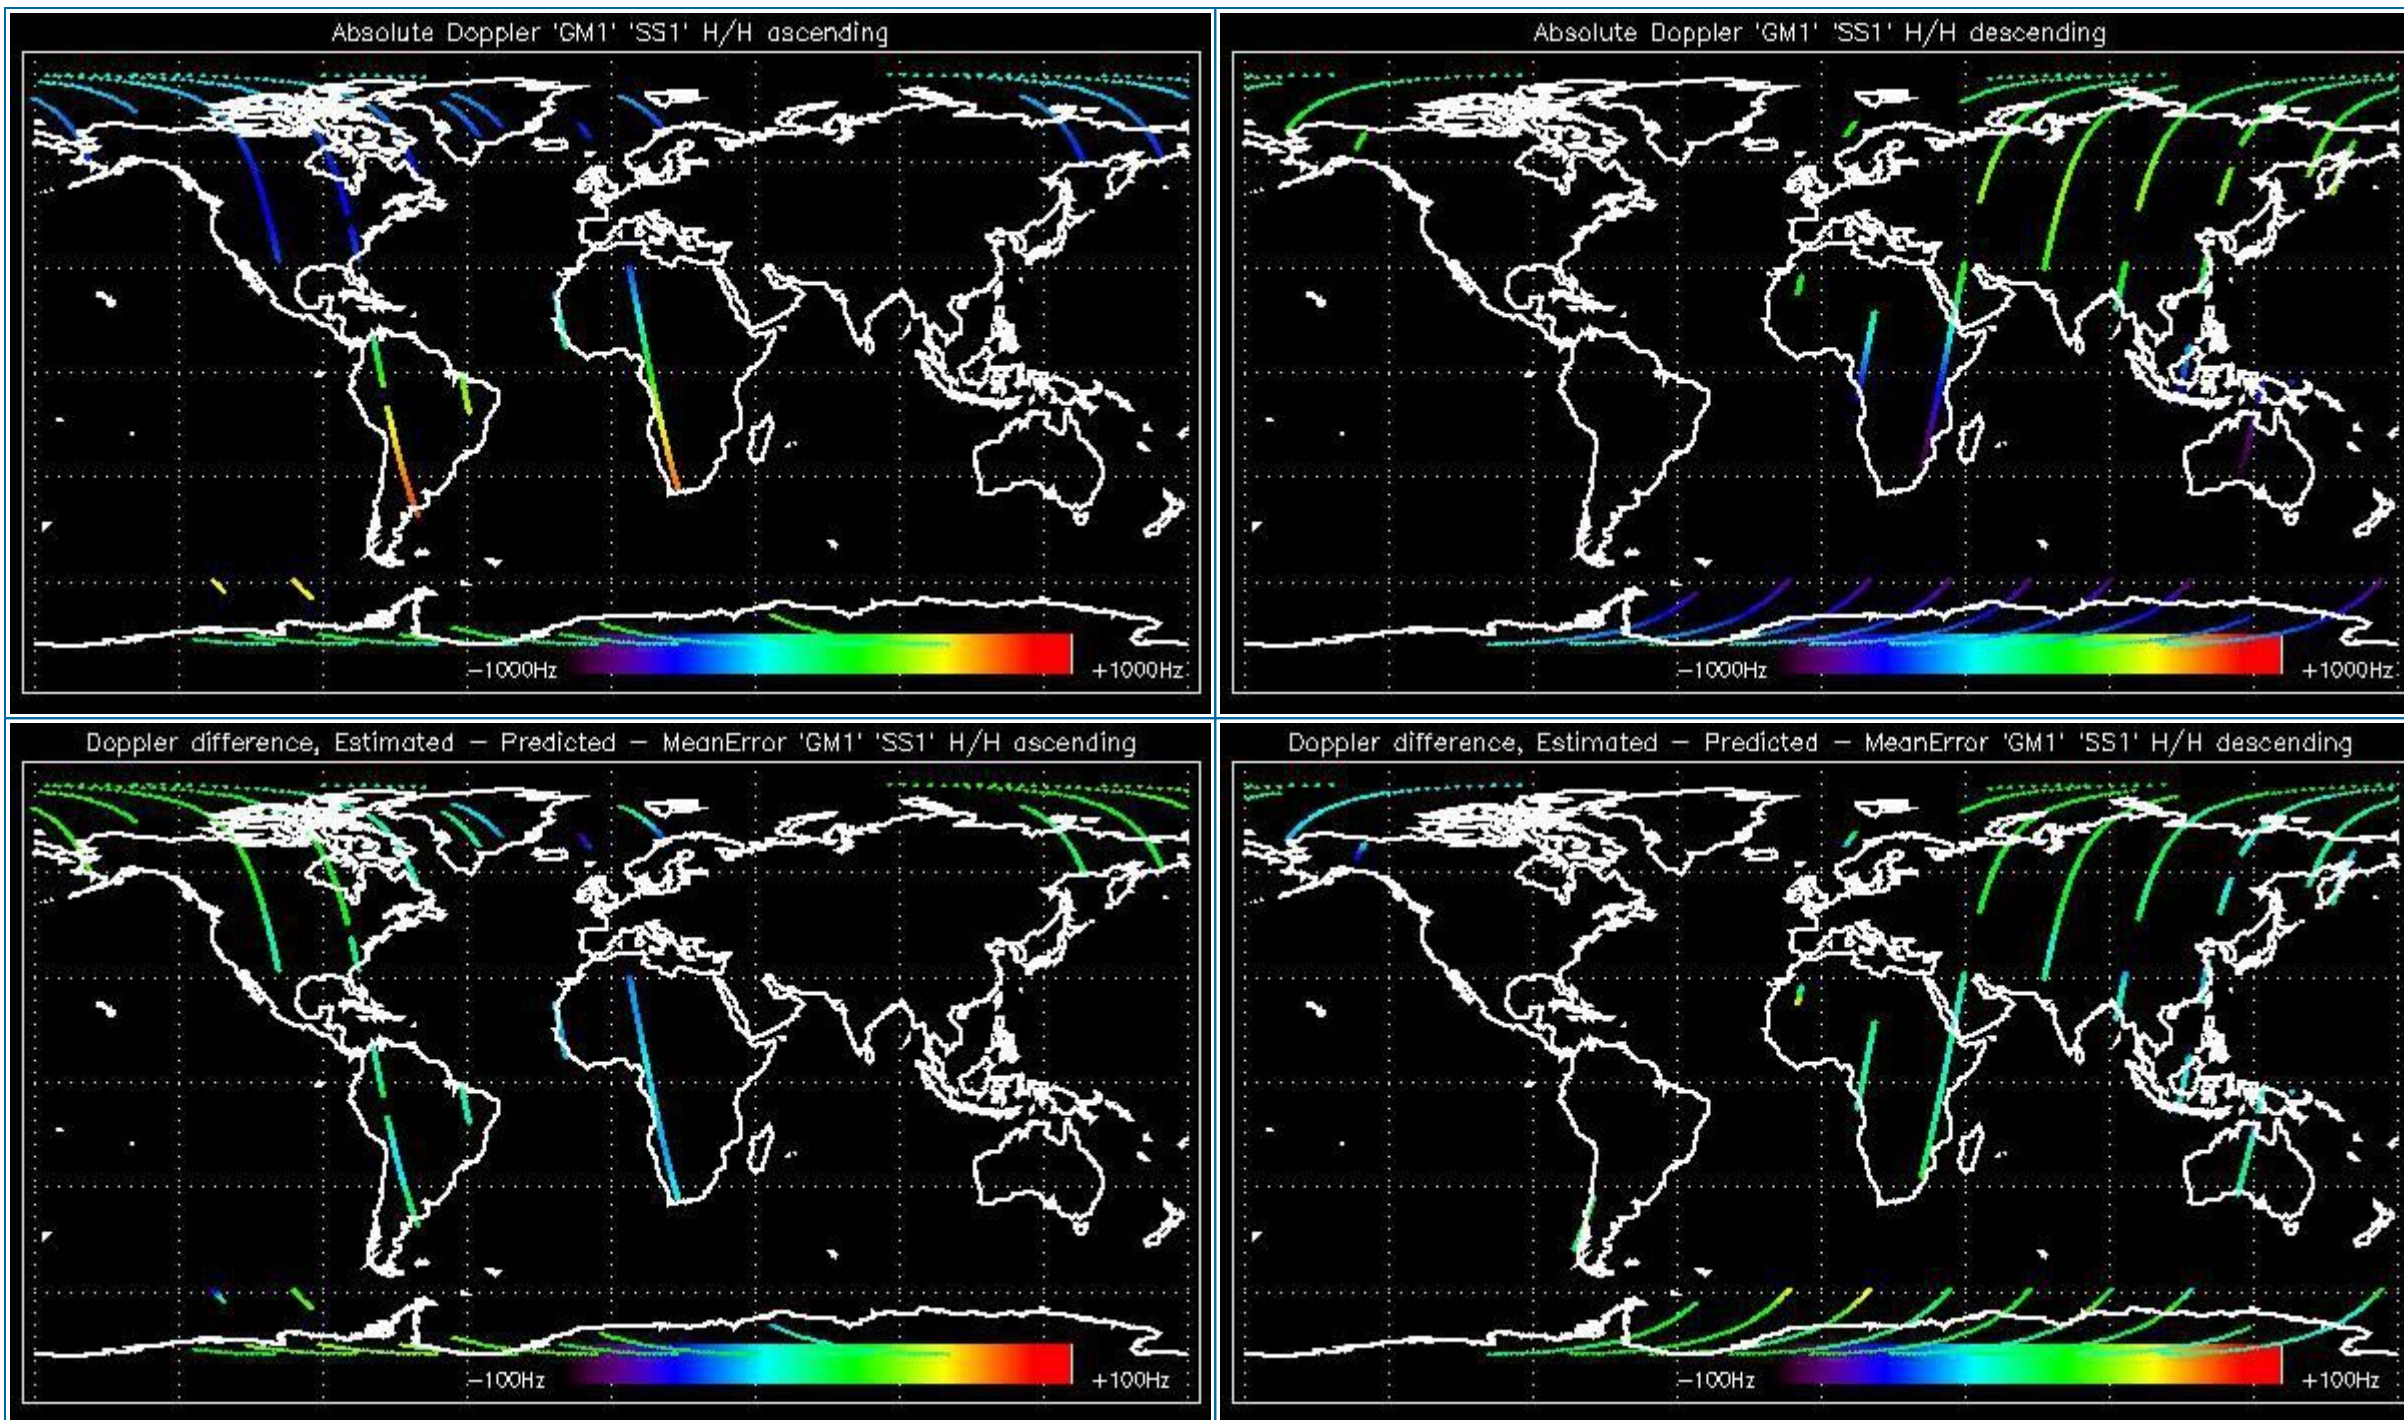 Absolute Doppler 'GM1' 'SS1' H/H ascending
-1000Hz
+1000Hz
Absolute Doppler 'GM1' 'SS1' H/H descending
-1000Hz
+1000Hz
Doppler difference, Estimated - Predicted - MeanError 'GM1' 'SS1' H/H ascending
-100Hz
+100Hz
Doppler difference, Estimated - Predicted - MeanError 'GM1' 'SS1' H/H descending
-100Hz
+100Hz